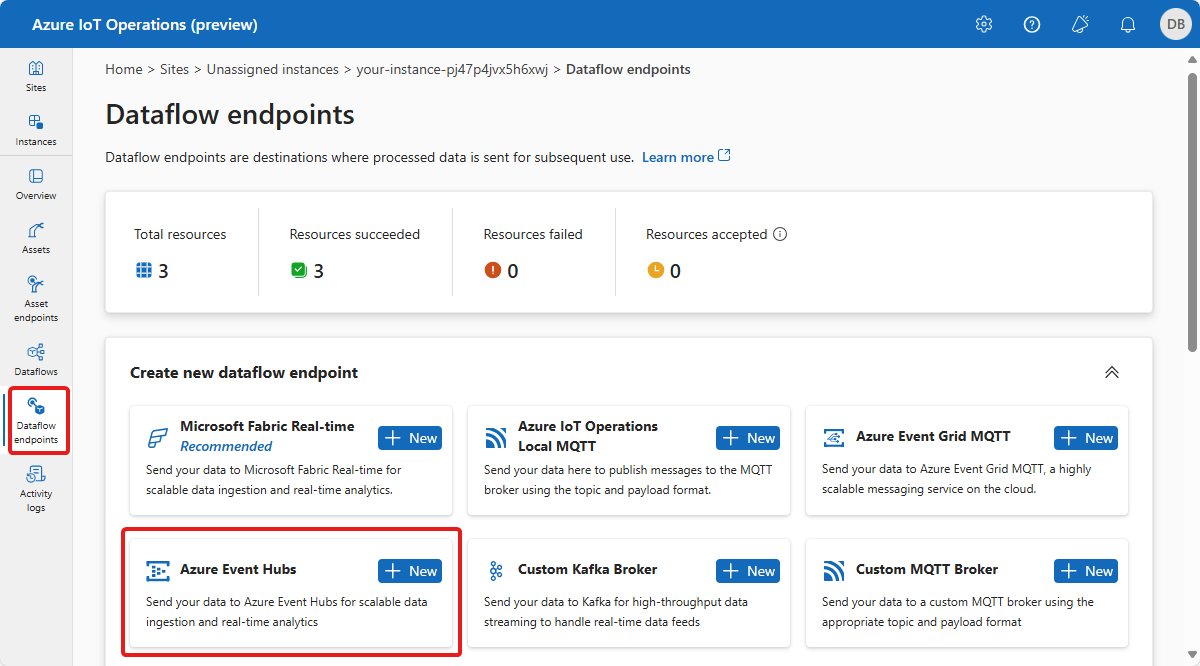 Azure IoT Operations (preview)
DB
Sites
Instances
Overview
Assets
Asset
endpoints
Dataflows
Dataflow
endpoints
Activity
logs
Home > Sites > Unassigned instances > your-instance-pj47p4jvx5h6xwj > Dataflow endpoints
Dataflow endpoints
Dataflow endpoints are destinations where processed data is sent for subsequent use. Learn more
Total resources
3
Resources succeeded
3
Resources failed
0
Resources accepted
0
Create new dataflow endpoint
Microsoft Fabric Real-time
Recommended
New
Send your data to Microsoft Fabric Real-time for
scalable data ingestion and real-time analytics.
Azure IoT Operations
Local MQTT
New
Send your data here to publish messages to the MQTT
broker using the topic and payload format.
Azure Event Grid MQTT
New
Send your data to Azure Event Grid MQTT, a highly
scalable messaging service on the cloud.
Azure Event Hubs
New
Send your data to Azure Event Hubs for scalable data
ingestion and real-time analytics
Custom Kafka Broker
New
Send your data to Kafka for high-throughput data
streaming to handle real-time data feeds
Custom MQTT Broker
New
Send your data to a custom MQTT broker using the
appropriate topic and payload format